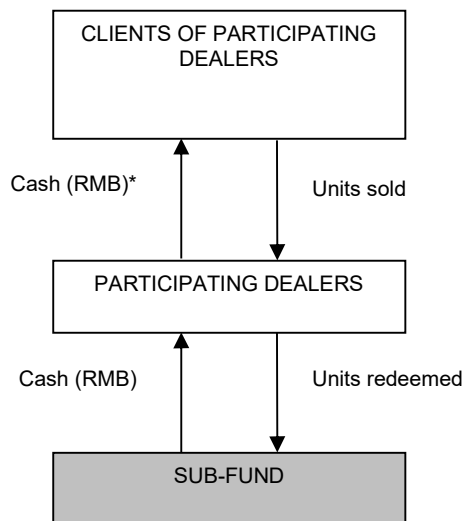 CLIENTS OF PARTICIPATING
DEALERS
Cash (RMB)*
Units sold
PARTICIPATING DEALERS
Cash (RMB)
Units redeemed
SUB-FUND